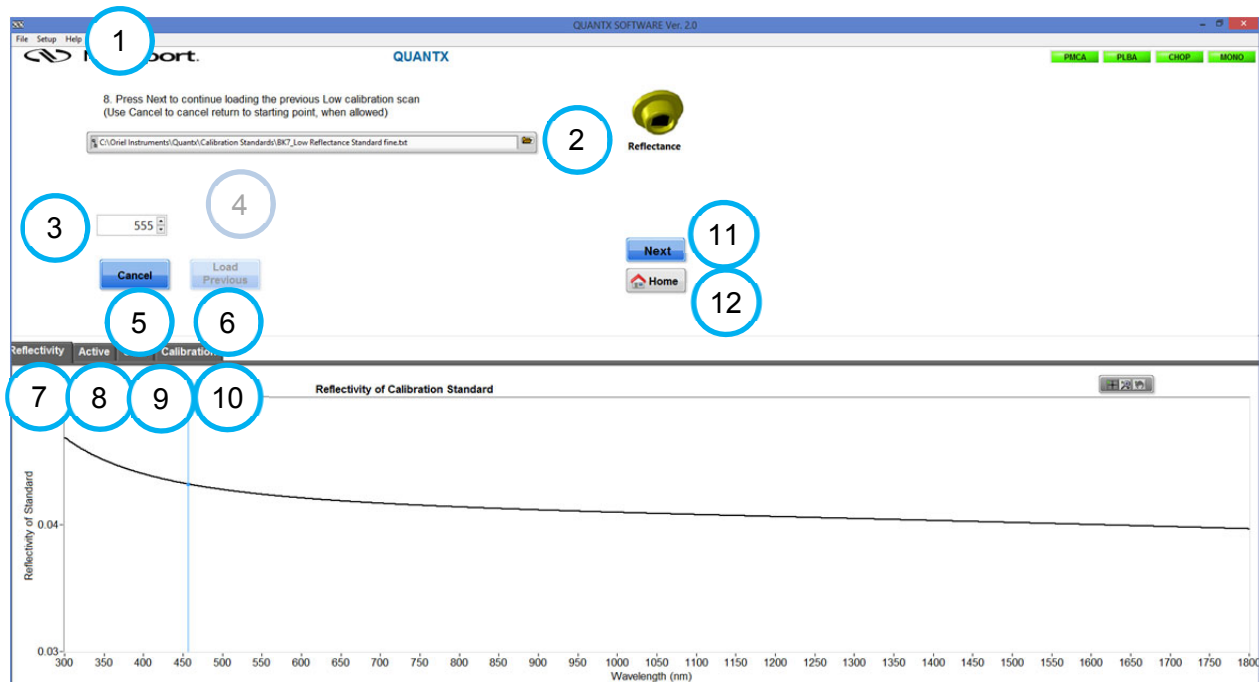 QUANTX SOFTWARE Ver. 2.0
File Setup Help
1
port.
QUANTX
PMCA PLBA CHOP MONO
8. Press Next to continue loading the previous Low calibration scan
(Use Cancel to cancel return to starting point, when allowed)
C:\Oriel Instruments\Quantx\Calibration Standards\BK7_Low Reflectance Standard fine.txt
2
Reflectance
3
555
4
Next
11
Cancel
Load
Previous
Home
12
5
6
Reflectivity Active Calibration
7
8
9
10
Reflectivity of Calibration Standard
Reflectivity of Standard
0.04
0.03
300 350 400 450 500 550 600 650 700 750 800 850 900 950 1000 1050 1100 1150 1200 1250 1300 1350 1400 1450 1500 1550 1600 1650 1700 1750 1800
Wavelength (nm)